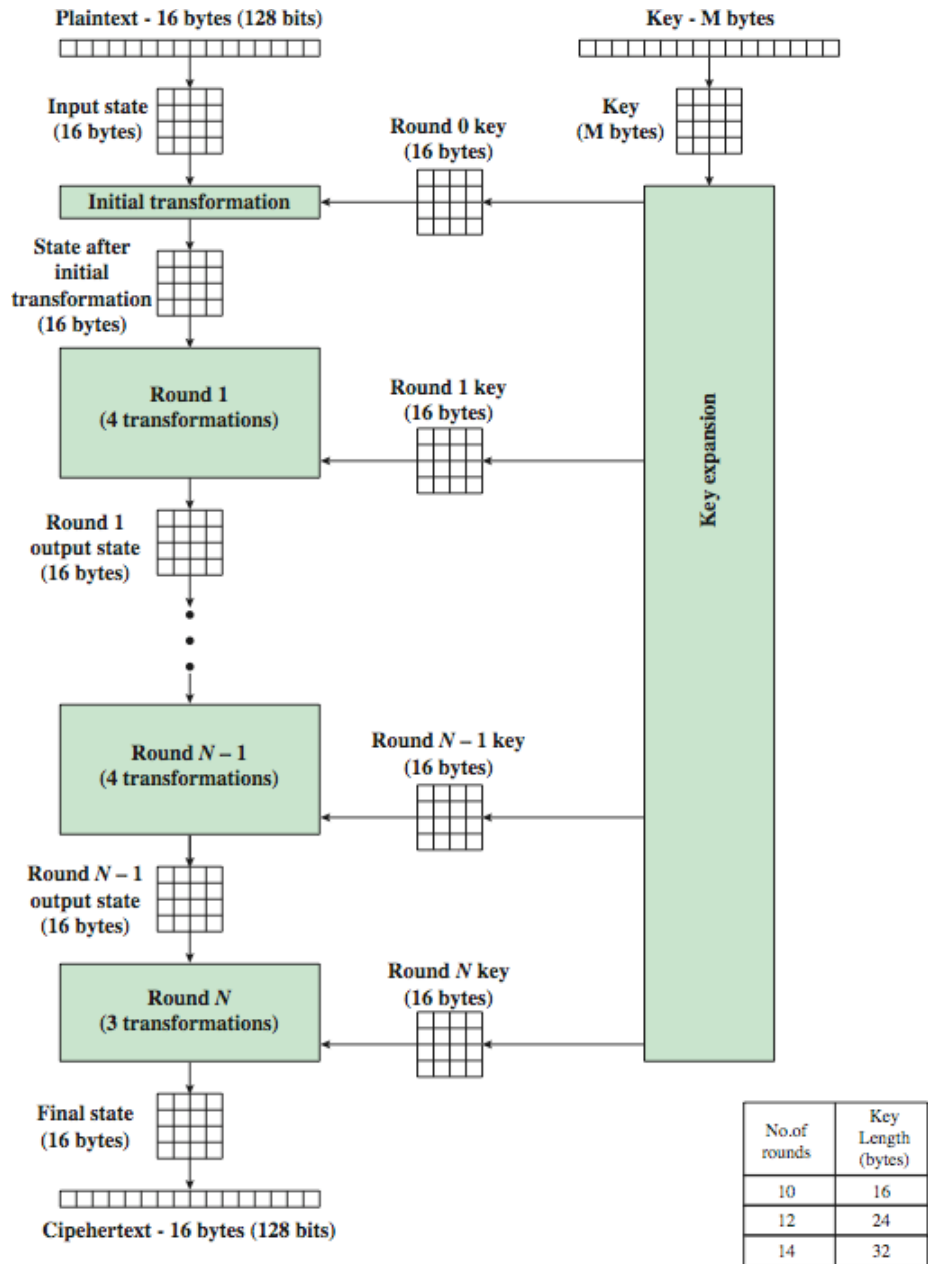 Plaintext - 16 bytes (128 bits)
Key - M bytes
Input state
(16 bytes)
Key
(M bytes)
Round 0 key
(16 bytes)
Initial transformation
State after
initial
transformation
(16 bytes)
Round 1
(4 transformations)
Round 1 key
(16 bytes)
Key expansion
Round 1
output state
(16 bytes)
Round N – 1
(4 transformations)
Round N – 1 key
(16 bytes)
Round N – 1
output state
(16 bytes)
Round N
(3 transformations)
Round N key
(16 bytes)
Final state
(16 bytes)
Cipehertext - 16 bytes (128 bits)
No.of
rounds
Key
Length
(bytes)
10 16
12 24
14 32